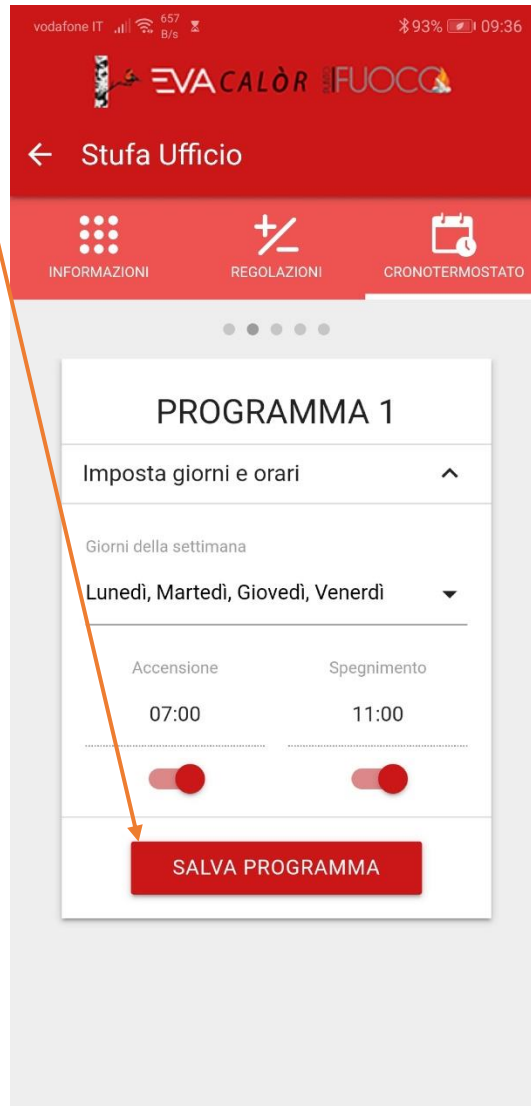 vodafone IT 657 B/s 93% 09:36
EVA CALÒR FUOCO
Stufa Ufficio
INFORMAZIONI REGOLAZIONI CRONOTERMOSTATO
PROGRAMMA 1
Imposta giorni e orari
Giorni della settimana
Lunedì, Martedì, Giovedì, Venerdì
Accensione Spegnimento
07:00 11:00
SALVA PROGRAMMA